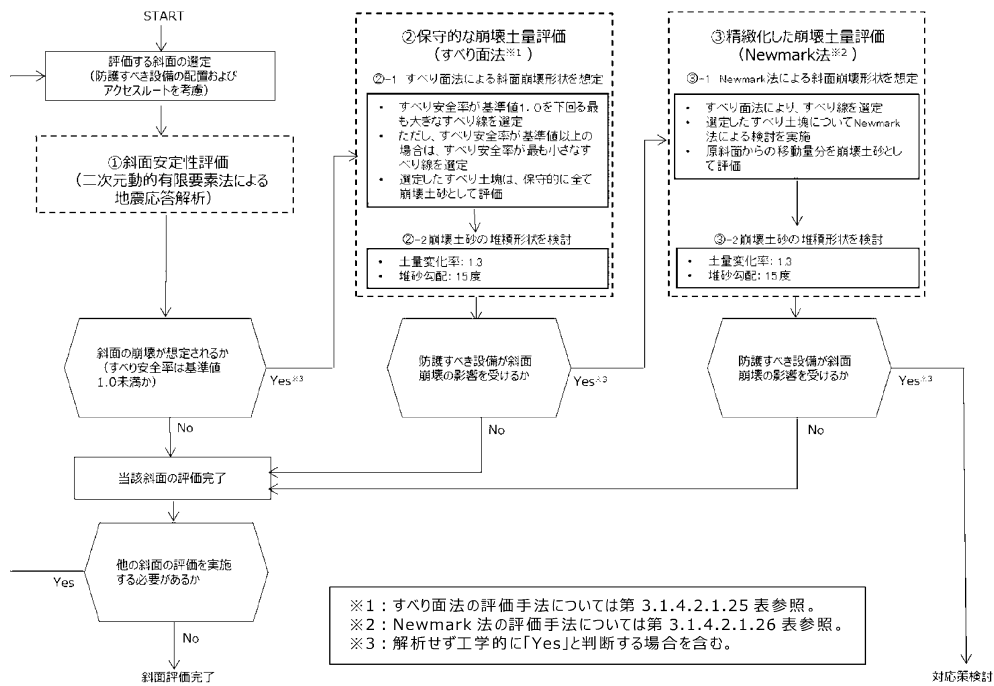 START
評価する斜面の選定
（防護すべき設備の配置および
アクセスルートを考慮）
①斜面安定性評価
（二次元動的有限要素法による
地震応答解析）
斜面の崩壊が想定されるか
（すべり安全率は基準値
1.0未満か）
Yes※3
No
当該斜面の評価完了
他の斜面の評価を実施
する必要があるか
Yes
No
斜面評価完了
②保守的な崩壊土量評価
（すべり面法※1）
②-1 すべり面法による斜面崩壊形状を想定
• すべり安全率が基準値1.0を下回る最
も大きなすべり線を選定
• ただし、すべり安全率が基準値以上の
場合は、すべり安全率が最も小さなす
べり線を選定
• 選定したすべり土塊は、保守的に全て
崩壊土砂として評価
②-2崩壊土砂の堆積形状を検討
• 土量変化率: 1.3
• 堆砂勾配: 15度
防護すべき設備が斜面
崩壊の影響を受けるか
Yes※3
No
③精緻化した崩壊土量評価
（Newmark法※2）
③-1 Newmark法による斜面崩壊形状を想定
• すべり面法により、すべり線を選定
• 選定したすべり土塊についてNewmark
法による検討を実施
• 原斜面からの移動量分を崩壊土砂とし
て評価
③-2崩壊土砂の堆積形状を検討
• 土量変化率: 1.3
• 堆砂勾配: 15度
防護すべき設備が斜面
崩壊の影響を受けるか
Yes※3
No
対応策検討
※1：すべり面法の評価手法については第 3.1.4.2.1.25 表参照。
※2：Newmark 法の評価手法については第 3.1.4.2.1.26 表参照。
※3：解析せず工学的に「Yes」と判断する場合を含む。